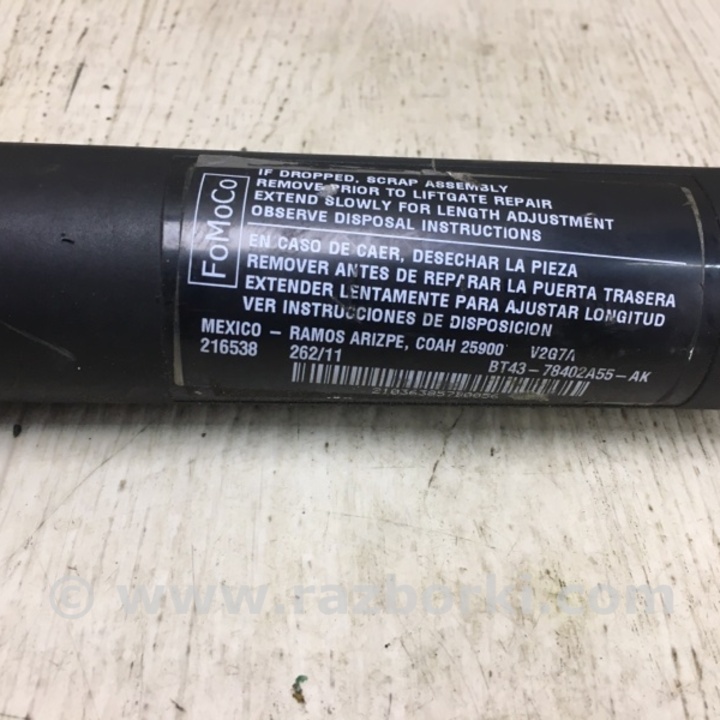 FoMoCo
IF DROPPED, SCRAP ASSEMBLY
REMOVE PRIOR TO LIFTGATE REPAIR
EXTEND SLOWLY FOR LENGTH ADJUSTMENT
OBSERVE DISPOSAL INSTRUCTIONS
EN CASO DE CAER, DESECHAR LA PIEZA
REMOVER ANTES DE REPARAR LA PUERTA TRASERA
EXTENDER LENTAMENTE PARA AJUSTAR LONGITUD
VER INSTRUCCIONES DE DISPOSICION
MEXICO – RAMOS ARIZPE, COAH 25900 V2G7A
216538 262/11 BT43-78402A55-AK
© www.razborki.com